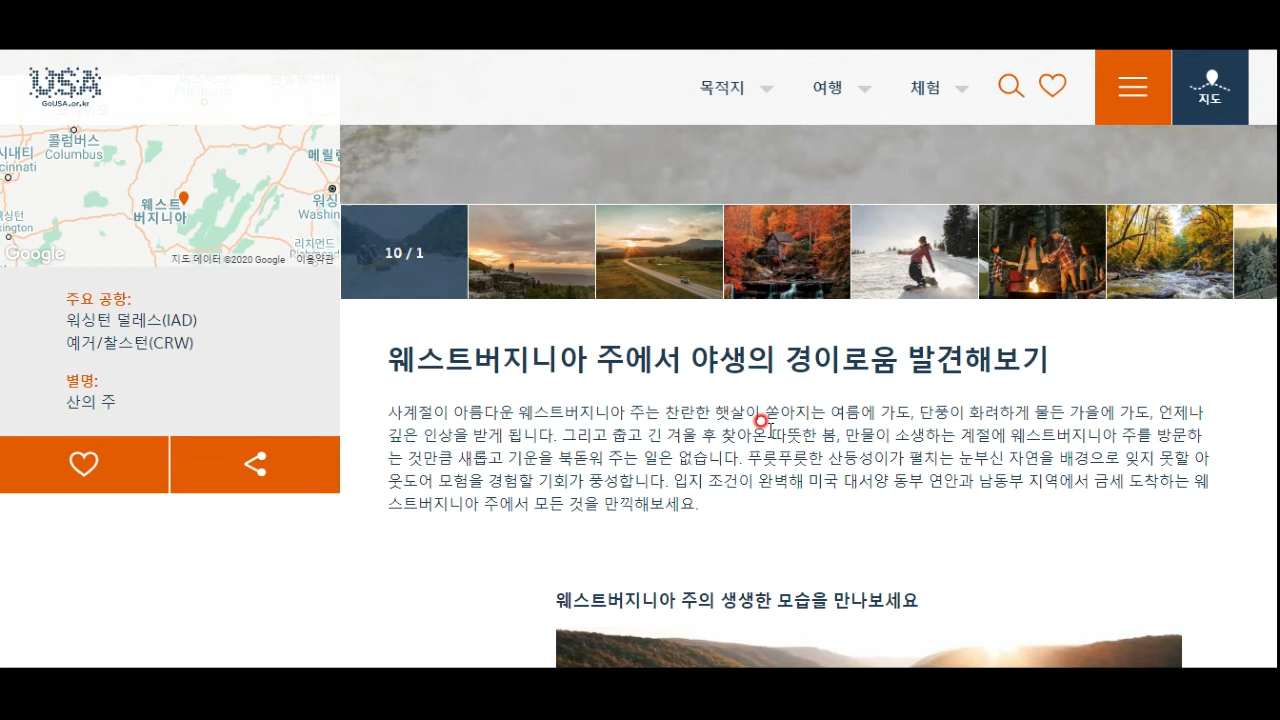 USA
GoUSA.or.kr
목적지
여행
체험
지도
Pittsburgh
콜럼버스
Columbus
시내티
cinnati
메릴랜
웨스트
버지니아
워싱
Washin
싱턴
xington
리치먼드
Google
지도 데이터 ©2020 Google
이용약관
10 / 1
주요 공항:
워싱턴 덜레스(IAD)
예거/찰스턴(CRW)
별명:
산의 주
웨스트버지니아 주에서 야생의 경이로움 발견해보기
사계절이 아름다운 웨스트버지니아 주는 찬란한 햇살이 쏟아지는 여름에 가도, 단풍이 화려하게 물든 가을에 가도, 언제나
깊은 인상을 받게 됩니다. 그리고 춥고 긴 겨울 후 찾아온 따뜻한 봄, 만물이 소생하는 계절에 웨스트버지니아 주를 방문하
는 것만큼 새롭고 기운을 북돋워 주는 일은 없습니다. 푸릇푸릇한 산등성이가 펼치는 눈부신 자연을 배경으로 잊지 못할 아
웃도어 모험을 경험할 기회가 풍성합니다. 입지 조건이 완벽해 미국 대서양 동부 연안과 남동부 지역에서 금세 도착하는 웨
스트버지니아 주에서 모든 것을 만끽해보세요.
웨스트버지니아 주의 생생한 모습을 만나보세요